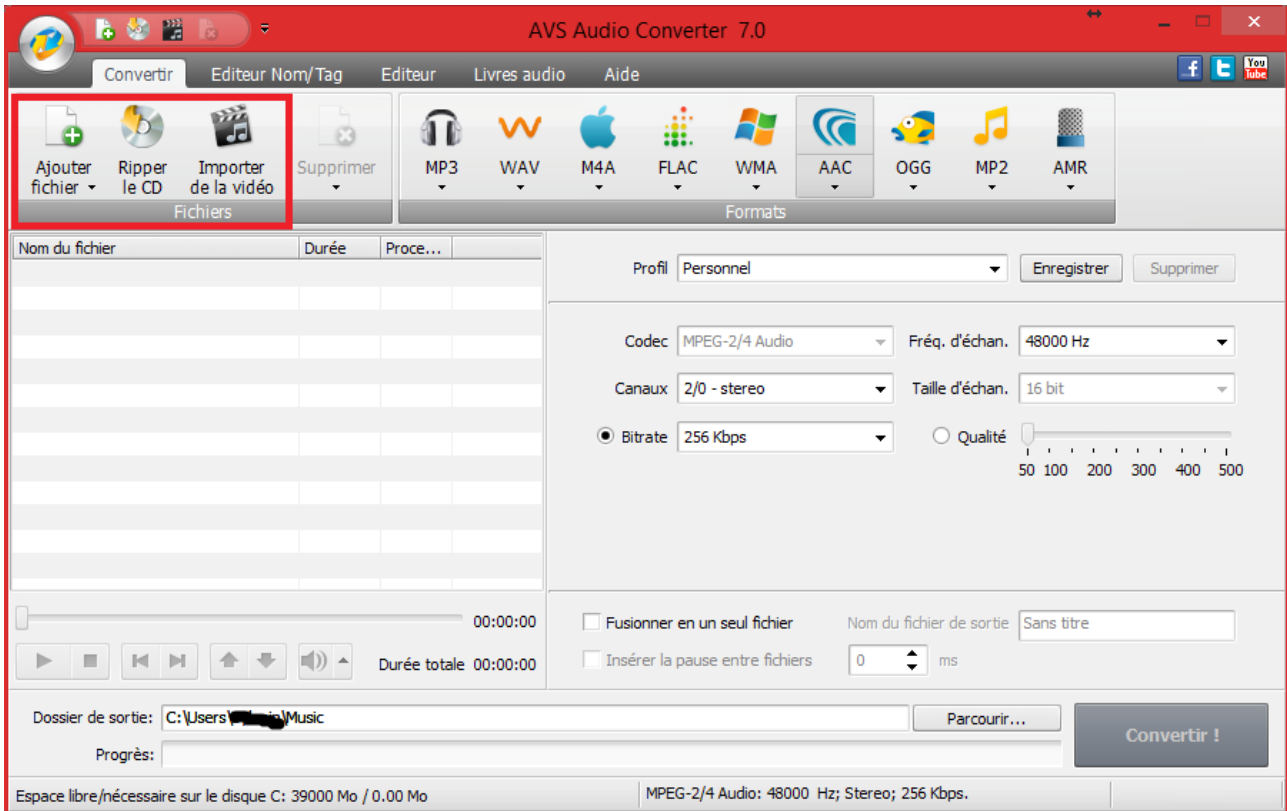 AVS Audio Converter 7.0
Convertir Editeur Nom/Tag Editeur Livres audio Aide
f t You Tube
Ajouter fichier
Ripper le CD
Importer de la vidéo
Supprimer
MP3 WAV M4A FLAC WMA AAC OGG MP2 AMR
Fichiers
Formats
Nom du fichier Durée Proce...
Profil Personnel Enregistrer Supprimer
Codec MPEG-2/4 Audio Fréq. d'échan. 48000 Hz
Canaux 2/0 - stereo Taille d'échan. 16 bit
Bitrate 256 Kbps Qualité
50 100 200 300 400 500
00:00:00
Fusionner en un seul fichier Nom du fichier de sortie Sans titre
Durée totale 00:00:00
Insérer la pause entre fichiers 0 ms
Dossier de sortie: C:\Users\ \Music Parcourir...
Convertir !
Progrès:
Espace libre/nécessaire sur le disque C: 39000 Mo / 0.00 Mo
MPEG-2/4 Audio: 48000 Hz; Stereo; 256 Kbps.